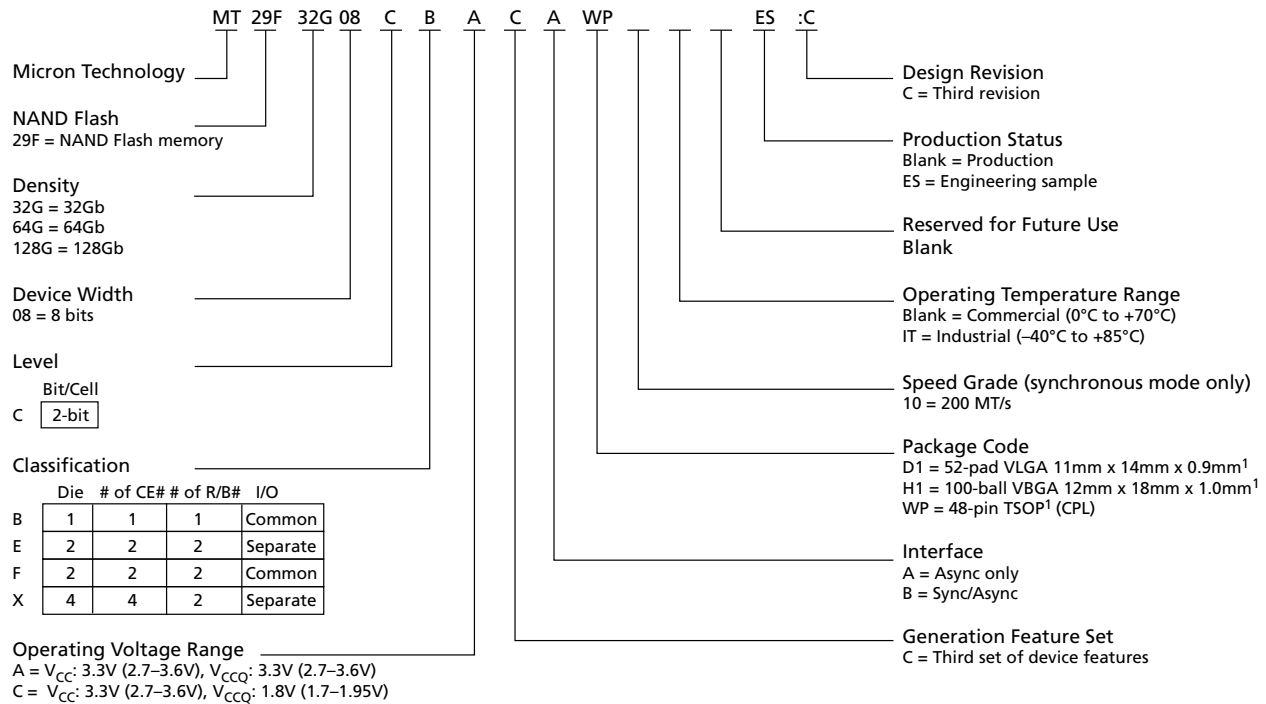 MT 29F 32G 08 C B A C A WP ES :C
Micron Technology
NAND Flash
29F = NAND Flash memory
Density
32G = 32Gb
64G = 64Gb
128G = 128Gb
Device Width
08 = 8 bits
Level
Bit/Cell
C 2-bit
Classification
Die # of CE# # of R/B# I/O
B 1 1 1 Common
E 2 2 2 Separate
F 2 2 2 Common
X 4 4 2 Separate
Operating Voltage Range
A = VCC: 3.3V (2.7–3.6V), VCCQ: 3.3V (2.7–3.6V)
C = VCC: 3.3V (2.7–3.6V), VCCQ: 1.8V (1.7–1.95V)
Design Revision
C = Third revision
Production Status
Blank = Production
ES = Engineering sample
Reserved for Future Use
Blank
Operating Temperature Range
Blank = Commercial (0°C to +70°C)
IT = Industrial (–40°C to +85°C)
Speed Grade (synchronous mode only)
10 = 200 MT/s
Package Code
D1 = 52-pad VLGA 11mm x 14mm x 0.9mm1
H1 = 100-ball VBGA 12mm x 18mm x 1.0mm1
WP = 48-pin TSOP1 (CPL)
Interface
A = Async only
B = Sync/Async
Generation Feature Set
C = Third set of device features